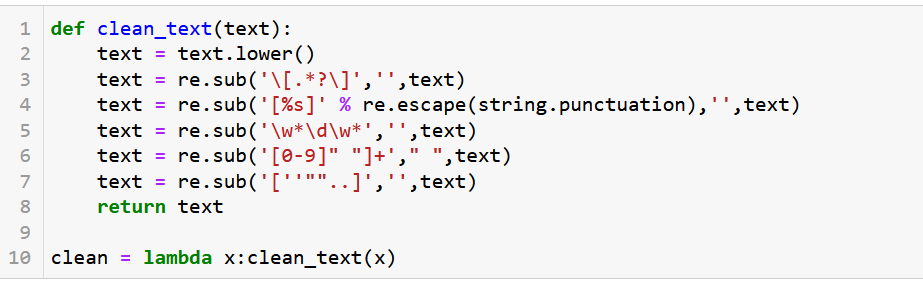 1 def clean_text(text):
2     text = text.lower()
3     text = re.sub('\[.*?\]','',text)
4     text = re.sub('[%s]' % re.escape(string.punctuation),'',text)
5     text = re.sub('\w*\d\w*','',text)
6     text = re.sub('[0-9]" "]+'," ",text)
7     text = re.sub('[''""..]','',text)
8     return text
9
10 clean = lambda x:clean_text(x)